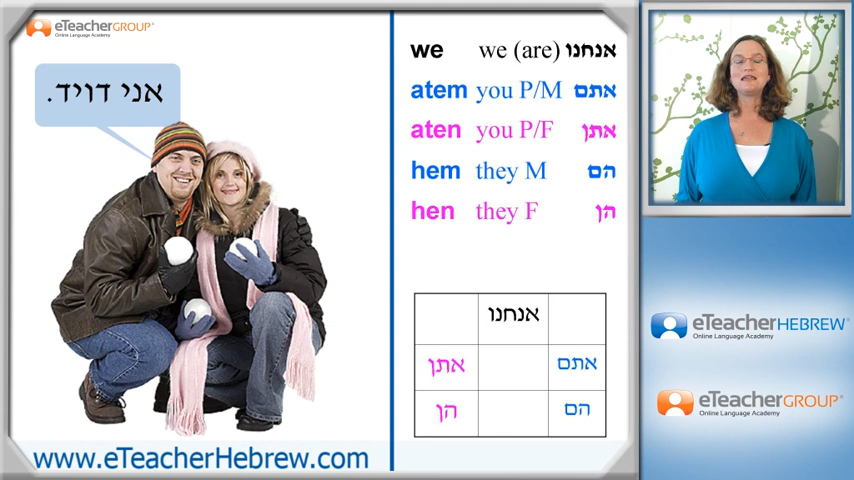 eTeacherGROUP
Online Language Academy
אני דויד.
we we (are) אנחנו
atem you P/M אתם
aten you P/F אתן
hem they M הם
hen they F הן
אנחנו
אתן אתם
הן הם
www.eTeacherHebrew.com
eTeacherHEBREW
Online Language Academy
eTeacherGROUP
Online Language Academy